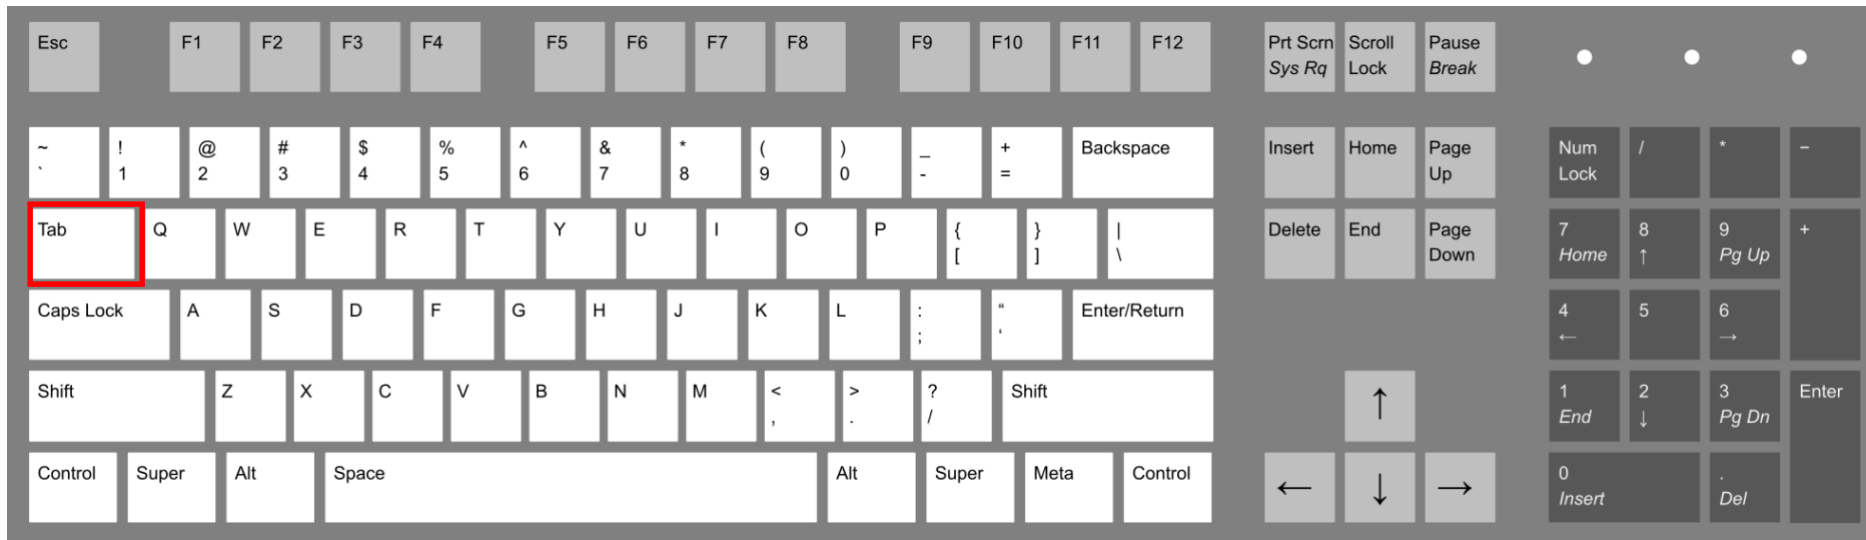 Esc F1 F2 F3 F4 F5 F6 F7 F8 F9 F10 F11 F12 Prt Scrn Scroll Pause
Sys Rq Lock Break
~ ! @ # $ % ^ & * ( ) _ + Backspace Insert Home Page Num / * −
` 1 2 3 4 5 6 7 8 9 0 - = Up Lock
Tab Q W E R T Y U I O P { } | Delete End Page 7 8 9 +
[ ] \ Down Home ↑ Pg Up
Caps Lock A S D F G H J K L : “ Enter/Return 4 5 6
; ‘ ← →
Shift Z X C V B N M < > ? Shift ↑ 1 2 3 Enter
, . / End ↓ Pg Dn
Control Super Alt Space Alt Super Meta Control ← ↓ → 0 .
Insert Del